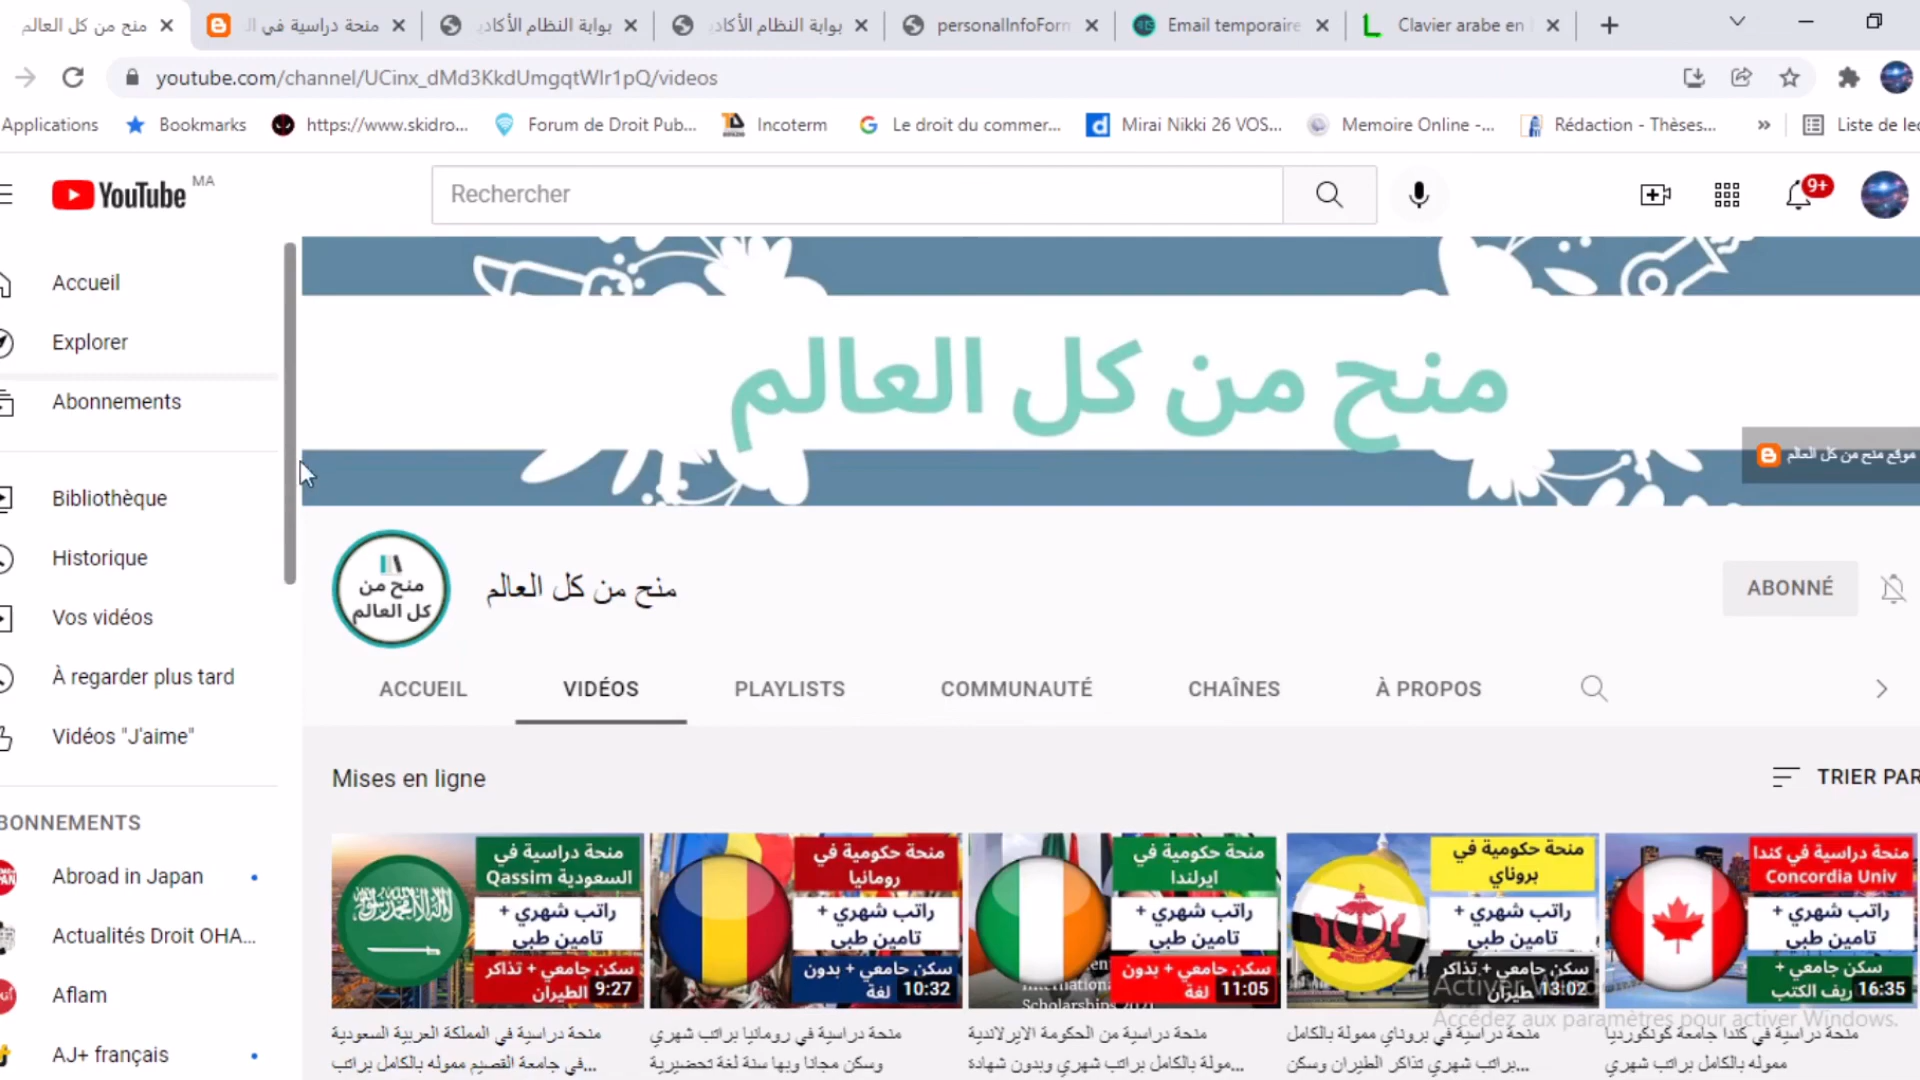 منح من كل العالم
منحة دراسية في
بوابة النظام الأكاد
بوابة النظام الأكاد
personalInfoForm
Email temporaire
Clavier arabe en
youtube.com/channel/UCinx_dMd3KkdUmgqtWIr1pQ/videos
Applications
Bookmarks
https://www.skidro...
Forum de Droit Pub...
Incoterm
Le droit du commer...
Mirai Nikki 26 VOS...
Memoire Online -...
Rédaction - Thèses...
Liste de lec
YouTube MA
Rechercher
9+
Accueil
Explorer
Abonnements
Bibliothèque
Historique
Vos vidéos
À regarder plus tard
Vidéos "J'aime"
BONNEMENTS
Abroad in Japan
Actualités Droit OHA...
Aflam
AJ+ français
منح من كل العالم
موقع منح من كل العالم
منح من
كل العالم
منح من كل العالم
ABONNÉ
ACCUEIL
VIDÉOS
PLAYLISTS
COMMUNAUTÉ
CHAÎNES
À PROPOS
Mises en ligne
TRIER PAR
منحة دراسية في
السعودية Qassim
راتب شهري +
تامين طبي
سكن جامعي + تذاكر
الطيران
9:27
منحة دراسية في المملكة العربية السعودية
في جامعة القصيم مموله بالكامل براتب...
منحة حكومية في
رومانيا
راتب شهري +
تامين طبي
سكن جامعي + بدون
لغة
10:32
منحة دراسية في رومانيا براتب شهري
وسكن مجانا وبها سنة لغة تحضيرية
منحة حكومية في
ايرلندا
راتب شهري +
تامين طبي
سكن جامعي + بدون
لغة
11:05
Scholarships
منحة دراسية من الحكومة الايرلاندية
مولة بالكامل براتب شهري وبدون شهادة...
منحة حكومية في
بروناي
راتب شهري +
تامين طبي
سكن جامعي + تذاكر
طيران
13:02
منحة دراسية في بروناي ممولة بالكامل
براتب شهري تذاكر الطيران وسكن...
منحة دراسية في كندا
Concordia Univ
راتب شهري +
تامين طبي
سكن جامعي +
ريف الكتب
16:35
منحة دراسية في كندا جامعة كونكورديا
مموله بالكامل براتب شهري
Accédez aux paramètres pour activer Windows.